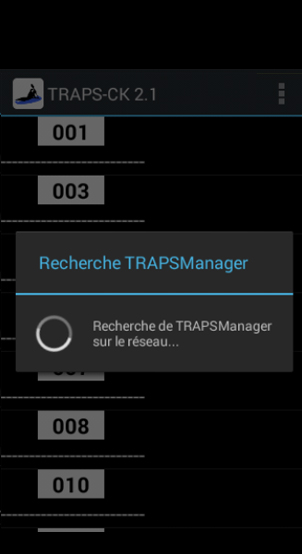 TRAPS-CK 2.1
001
003
Recherche TRAPSManager
Recherche de TRAPSManager
sur le réseau...
008
010